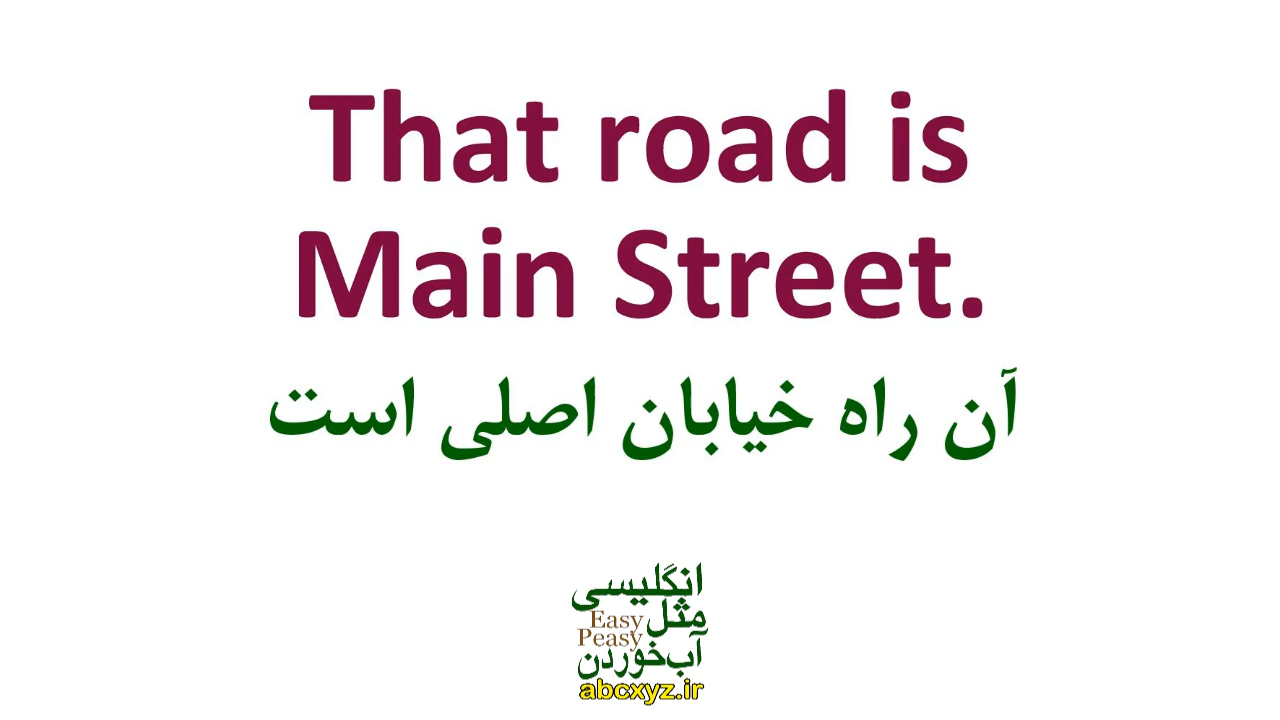 That road is
Main Street.
آن راه خیابان اصلی است
انگلیسی
مثل Easy
Peasy
آب‌خوردن
abcxyz.ir